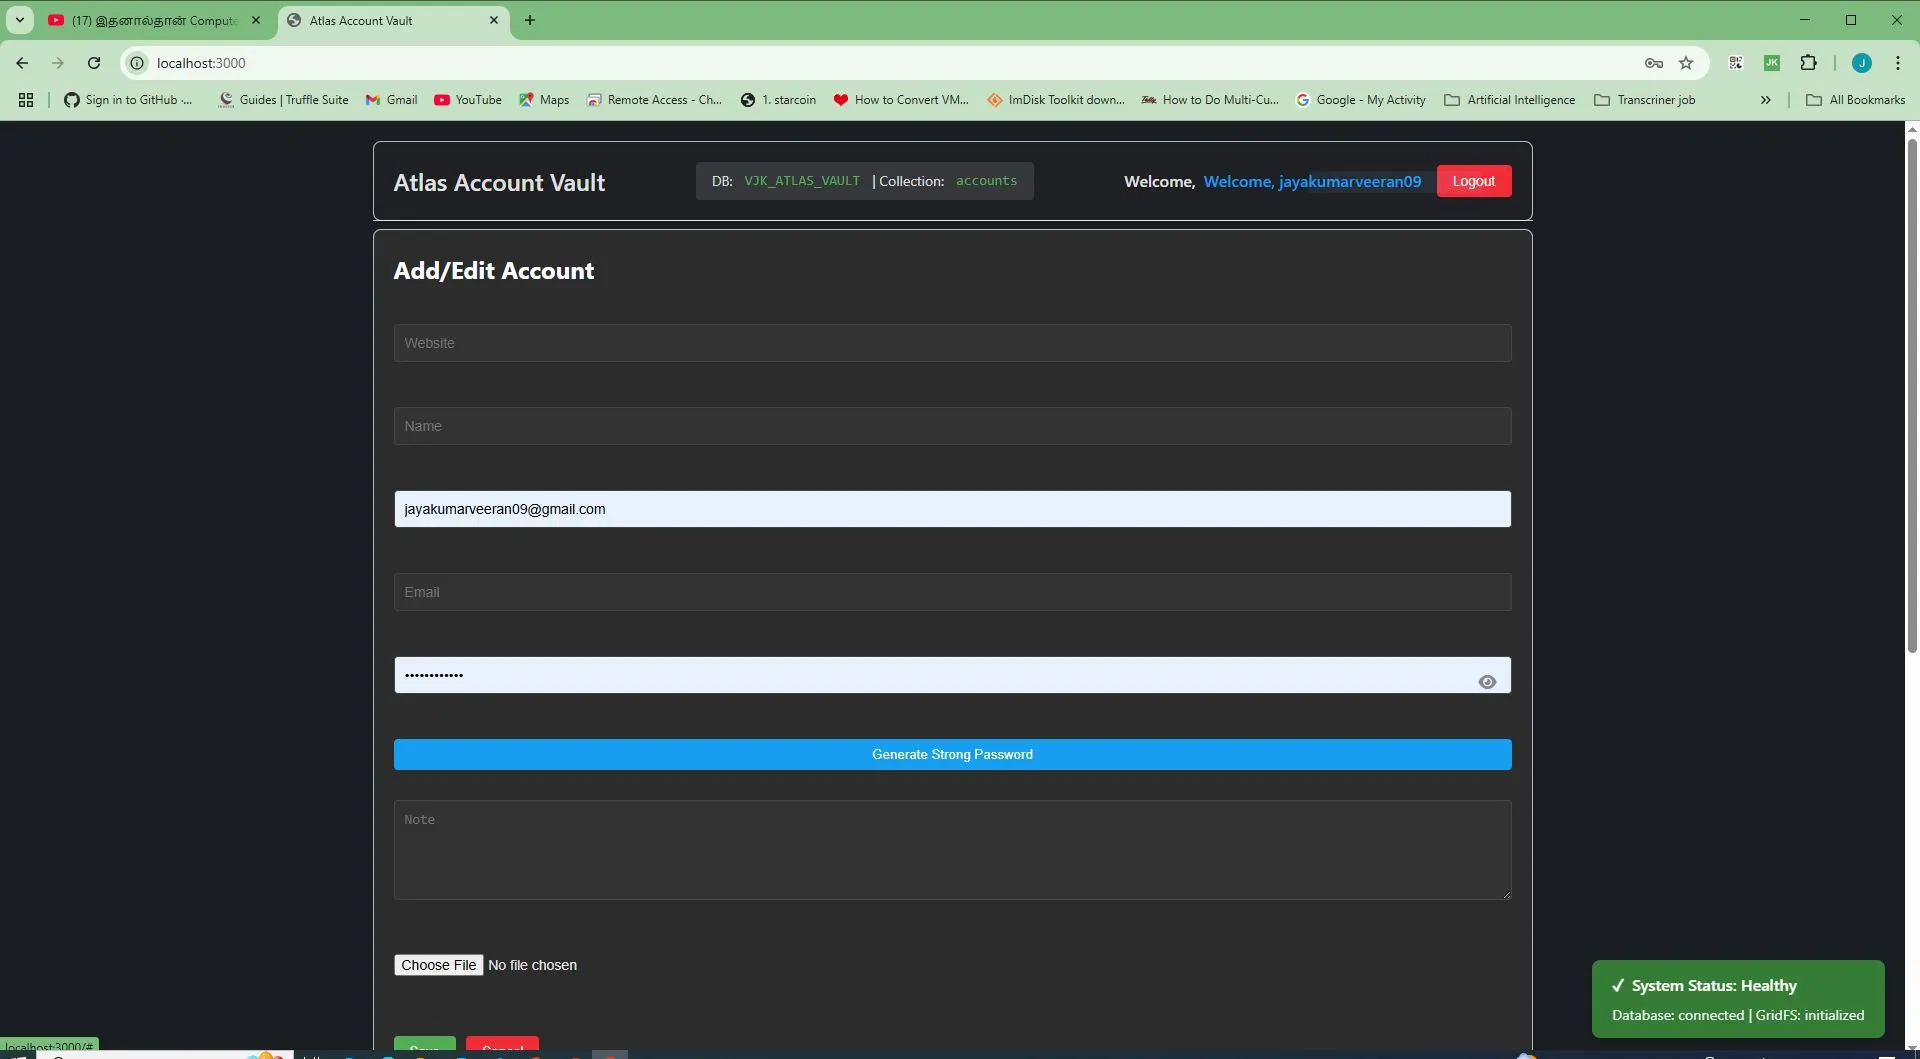 (17) இதனால்தான் Compute
Atlas Account Vault
localhost:3000
JK
J
Sign in to GitHub ·...
Guides | Truffle Suite
Gmail
YouTube
Maps
Remote Access - Ch...
1. starcoin
How to Convert VM...
ImDisk Toolkit down...
How to Do Multi-Cu...
Google - My Activity
Artificial Intelligence
Transcriner job
All Bookmarks
Atlas Account Vault
DB: VJK_ATLAS_VAULT | Collection: accounts
Welcome, Welcome, jayakumarveeran09
Logout
Add/Edit Account
Website
Name
jayakumarveeran09@gmail.com
Email
••••••••••••
Generate Strong Password
Note
Choose File No file chosen
✓ System Status: Healthy
Database: connected | GridFS: initialized
Save
Cancel
localhost:3000/#